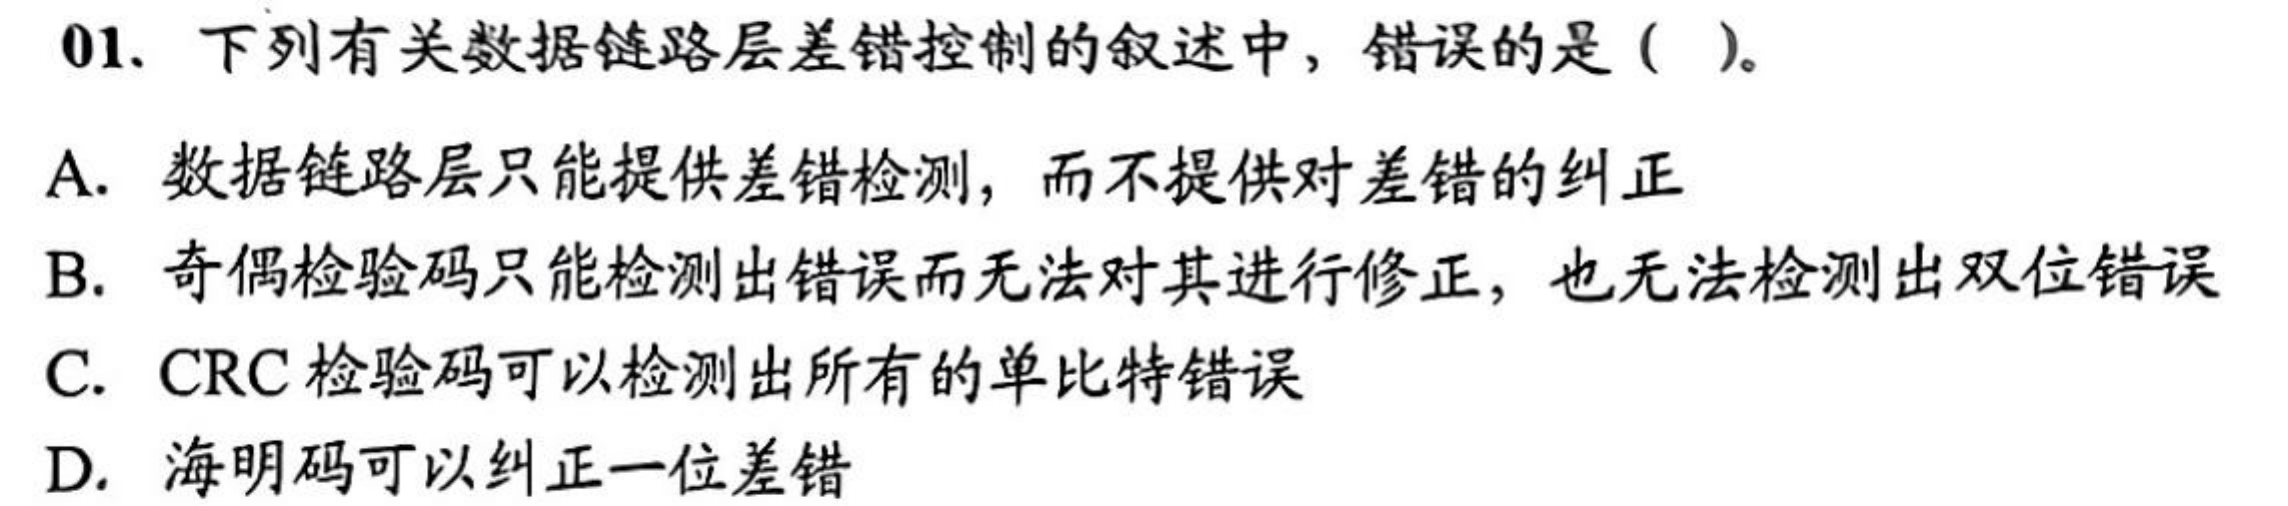 01. 下列有关数据链路层差错控制的叙述中，错误的是（ ）。
A. 数据链路层只能提供差错检测，而不提供对差错的纠正
B. 奇偶检验码只能检测出错误而无法对其进行修正，也无法检测出双位错误
C. CRC 检验码可以检测出所有的单比特错误
D. 海明码可以纠正一位差错